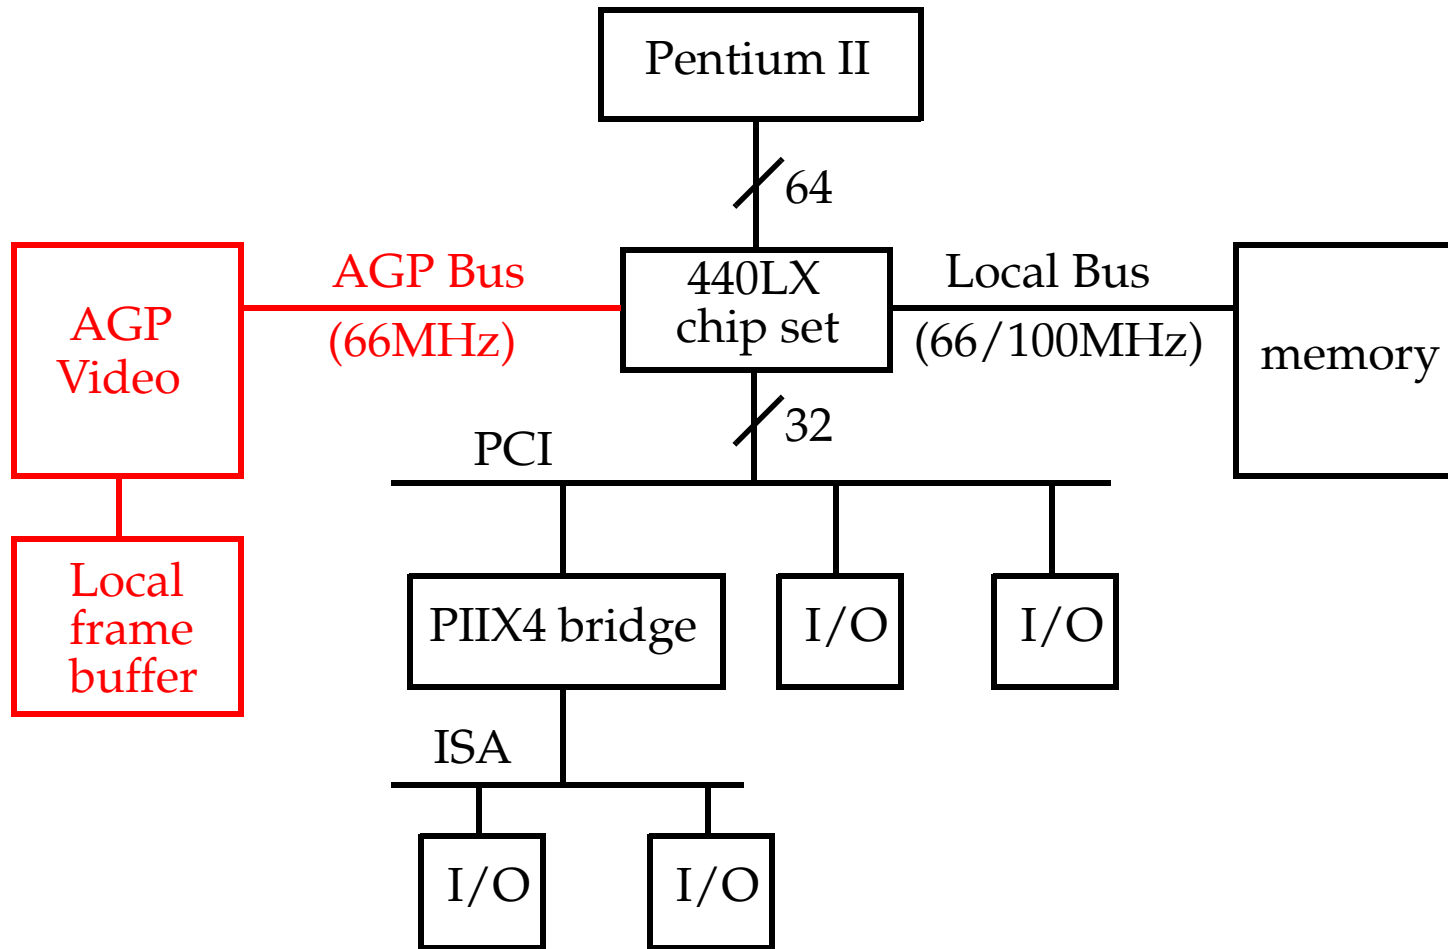 Pentium II
64
AGP Bus
(66MHz)
440LX
chip set
Local Bus
(66/100MHz)
AGP
Video
memory
32
PCI
Local
frame
buffer
PIIX4 bridge
I/O
I/O
ISA
I/O
I/O